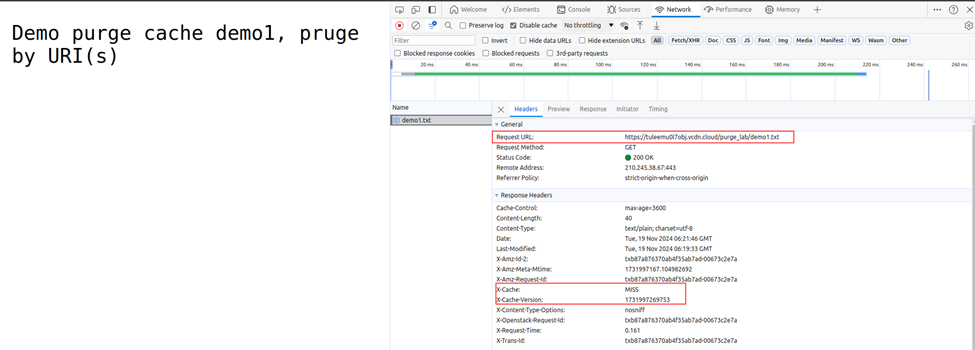 Demo purge cache demo1, pruge
by URI(s)
Welcome Elements Console Sources Network Performance Memory
Preserve log Disable cache No throttling
Filter Invert Hide data URLs Hide extension URLs All Fetch/XHR Doc CSS JS Font Img Media Manifest WS Wasm Other
Blocked response cookies Blocked requests 3rd-party requests
20 ms 40 ms 60 ms 80 ms 100 ms 120 ms 140 ms 160 ms 180 ms 200 ms 220 ms 240 ms 260 ms
Name Headers Preview Response Initiator Timing
demo1.txt
General
Request URL: https://tuleemu0l7obj.vcdn.cloud/purge_lab/demo1.txt
Request Method: GET
Status Code: 200 OK
Remote Address: 210.245.38.67:443
Referrer Policy: strict-origin-when-cross-origin
Response Headers
Cache-Control: max-age=3600
Content-Length: 40
Content-Type: text/plain; charset=utf-8
Date: Tue, 19 Nov 2024 06:21:46 GMT
Last-Modified: Tue, 19 Nov 2024 06:19:33 GMT
X-Amz-Id-2: txb87a876370ab4f35ab7ad-00673c2e7a
X-Amz-Meta-Mtime: 1731997167.104982692
X-Amz-Request-Id: txb87a876370ab4f35ab7ad-00673c2e7a
X-Cache: MISS
X-Cache-Version: 1731997269753
X-Content-Type-Options: nosniff
X-Openstack-Request-Id: txb87a876370ab4f35ab7ad-00673c2e7a
X-Request-Time: 0.161
X-Trans-Id: txb87a876370ab4f35ab7ad-00673c2e7a